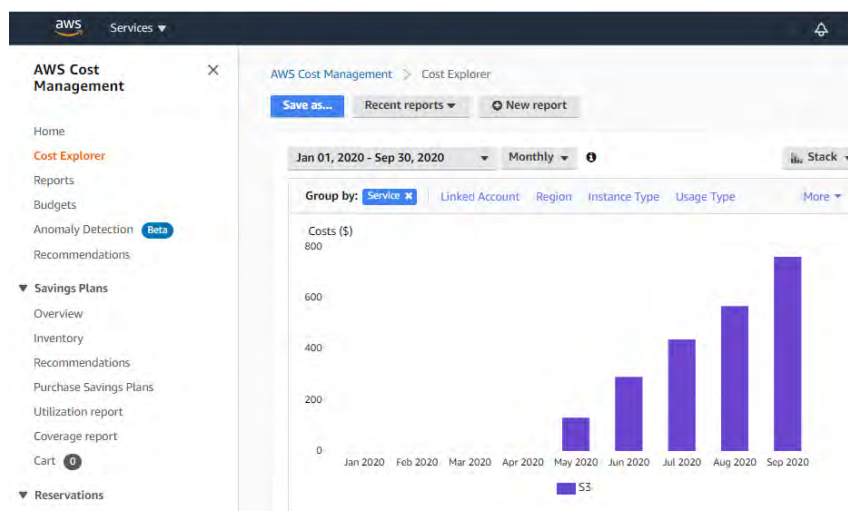 aws Services ▼
AWS Cost
Management
×
Home
Cost Explorer
Reports
Budgets
Anomaly Detection Beta
Recommendations
▼ Savings Plans
Overview
Inventory
Recommendations
Purchase Savings Plans
Utilization report
Coverage report
Cart 0
▼ Reservations
AWS Cost Management > Cost Explorer
Save as... Recent reports ▼ New report
Jan 01, 2020 - Sep 30, 2020 ▼ Monthly ▼ Stack
Group by: Service × Linked Account Region Instance Type Usage Type More ▼
Costs ($)
800
600
400
200
0
Jan 2020 Feb 2020 Mar 2020 Apr 2020 May 2020 Jun 2020 Jul 2020 Aug 2020 Sep 2020
S3